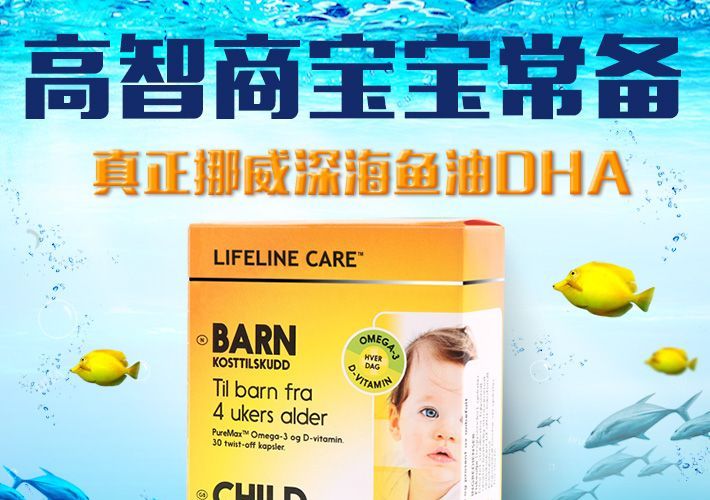 高智商宝宝常备
真正挪威深海鱼油DHA
LIFELINE CARE™
N
BARN
KOSTTILSKUDD
Til barn fra
4 ukers alder
PureMax™ Omega-3 og D-vitamin.
30 twist-off kapsler.
OMEGA-3
HVER
DAG
D-VITAMIN
GB
CHILD